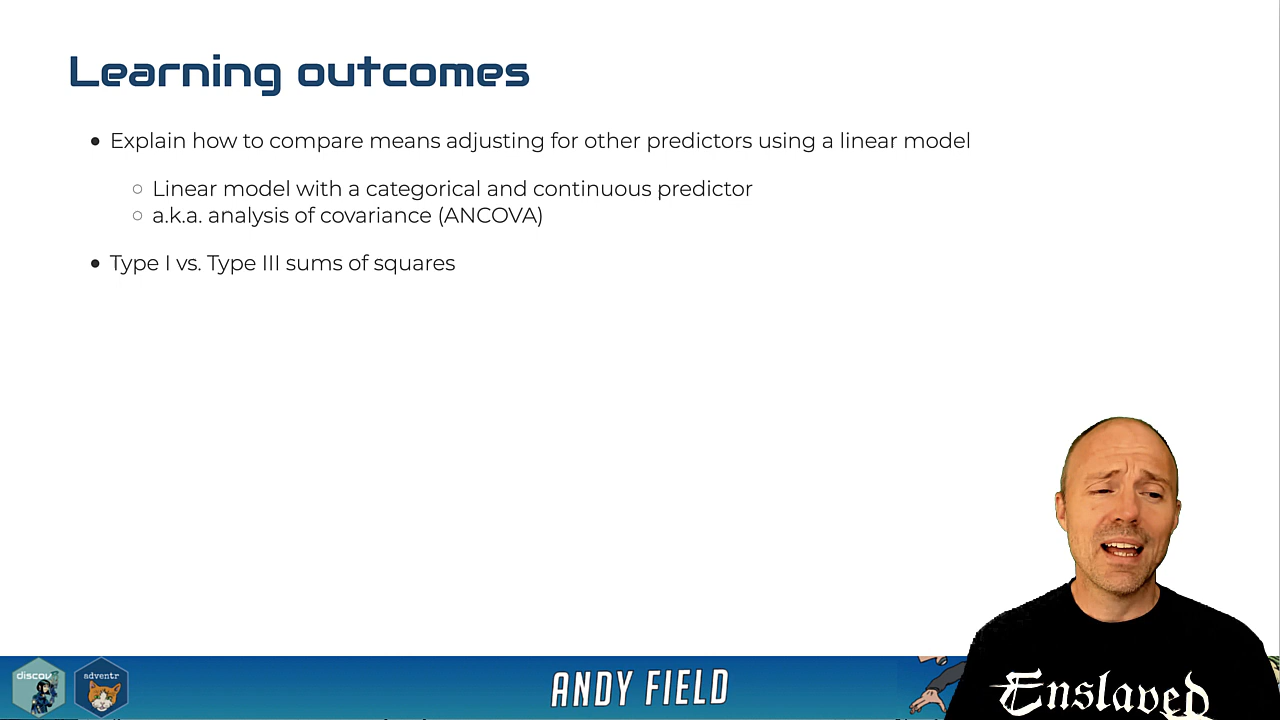 Learning outcomes
• Explain how to compare means adjusting for other predictors using a linear model
○ Linear model with a categorical and continuous predictor
○ a.k.a. analysis of covariance (ANCOVA)
• Type I vs. Type III sums of squares
discov
adventr
ANDY FIELD
Enslaved